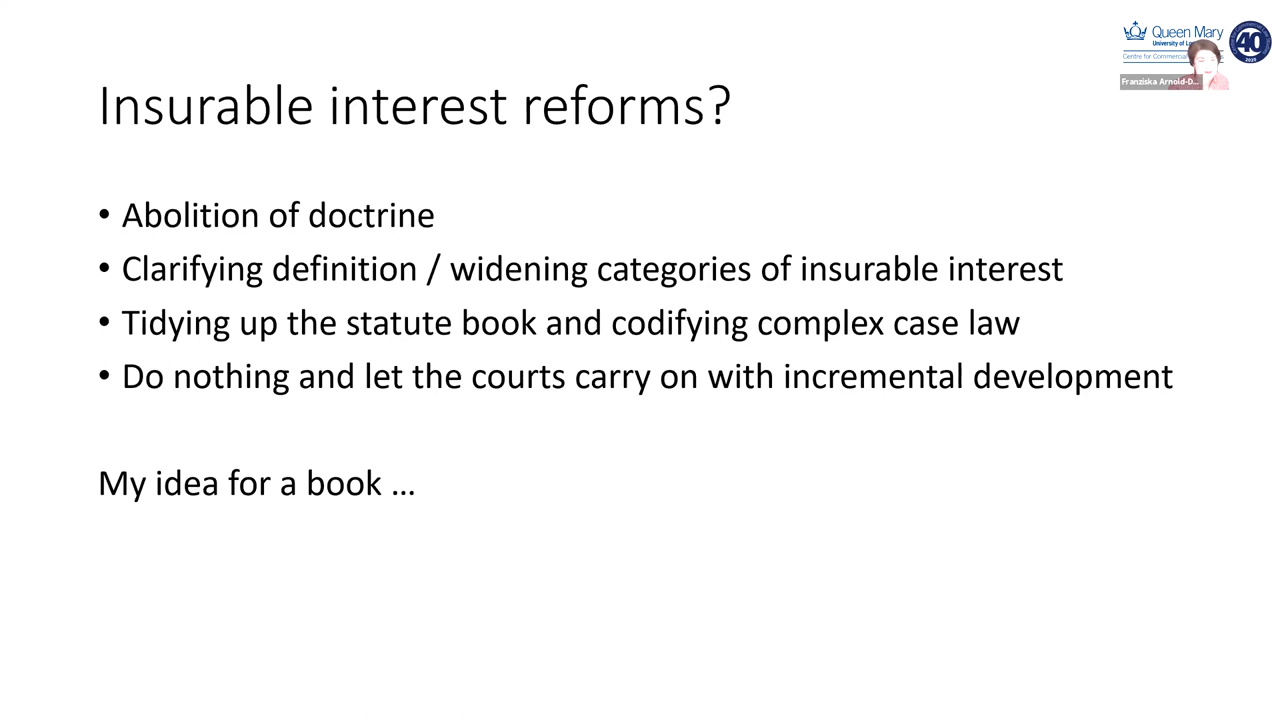 Queen Mary
University of
40
Centre for Commercial
2020
Franziska Arnold-D...
Insurable interest reforms?
• Abolition of doctrine
• Clarifying definition / widening categories of insurable interest
• Tidying up the statute book and codifying complex case law
• Do nothing and let the courts carry on with incremental development
My idea for a book ...